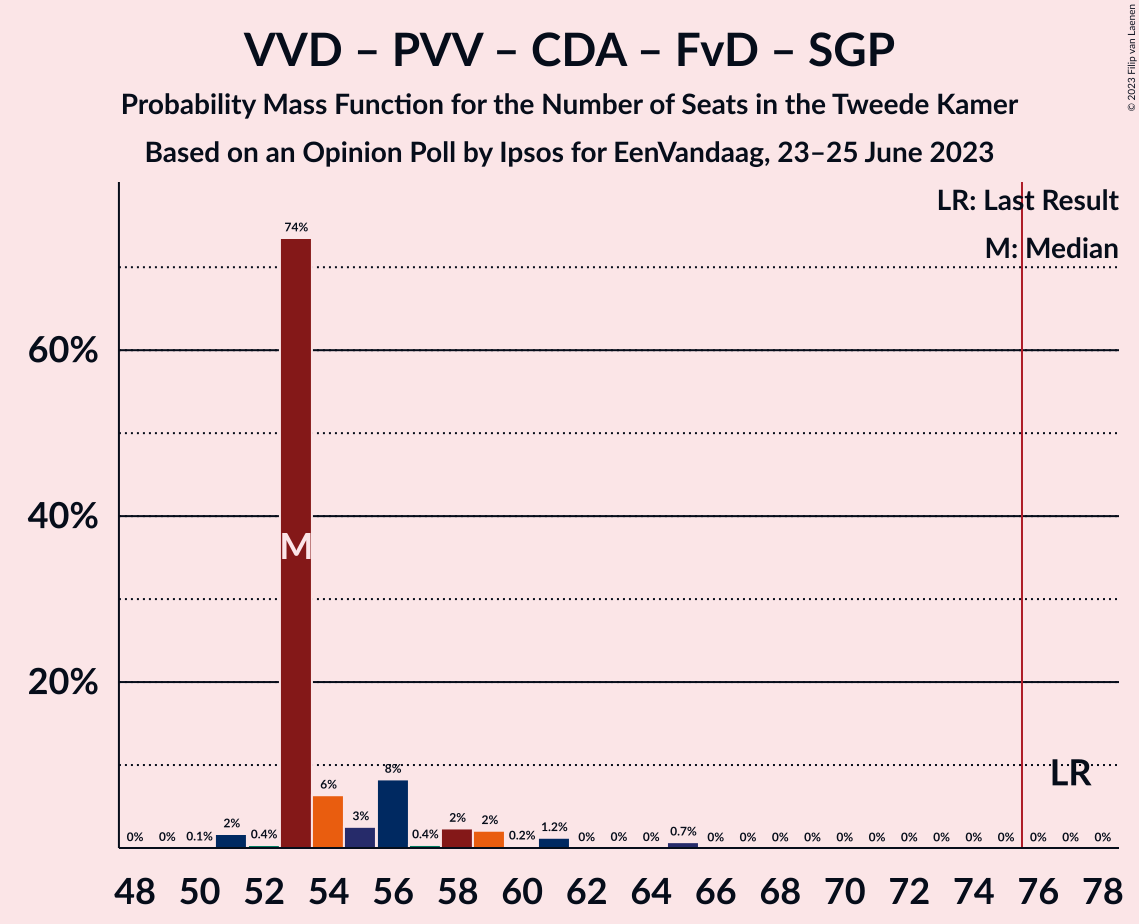 VVD – PVV – CDA – FvD – SGP
Probability Mass Function for the Number of Seats in the Tweede Kamer
Based on an Opinion Poll by Ipsos for EenVandaag, 23–25 June 2023
© 2023 Filip van Laenen
LR: Last Result
M: Median
74%
60%
M
40%
20%
LR
0% 0% 0.1% 2% 0.4% 6% 3% 8% 0.4% 2% 2% 0.2% 1.2% 0% 0% 0% 0.7% 0% 0% 0% 0% 0% 0% 0% 0% 0% 0% 0% 0% 0%
48 50 52 54 56 58 60 62 64 66 68 70 72 74 76 78